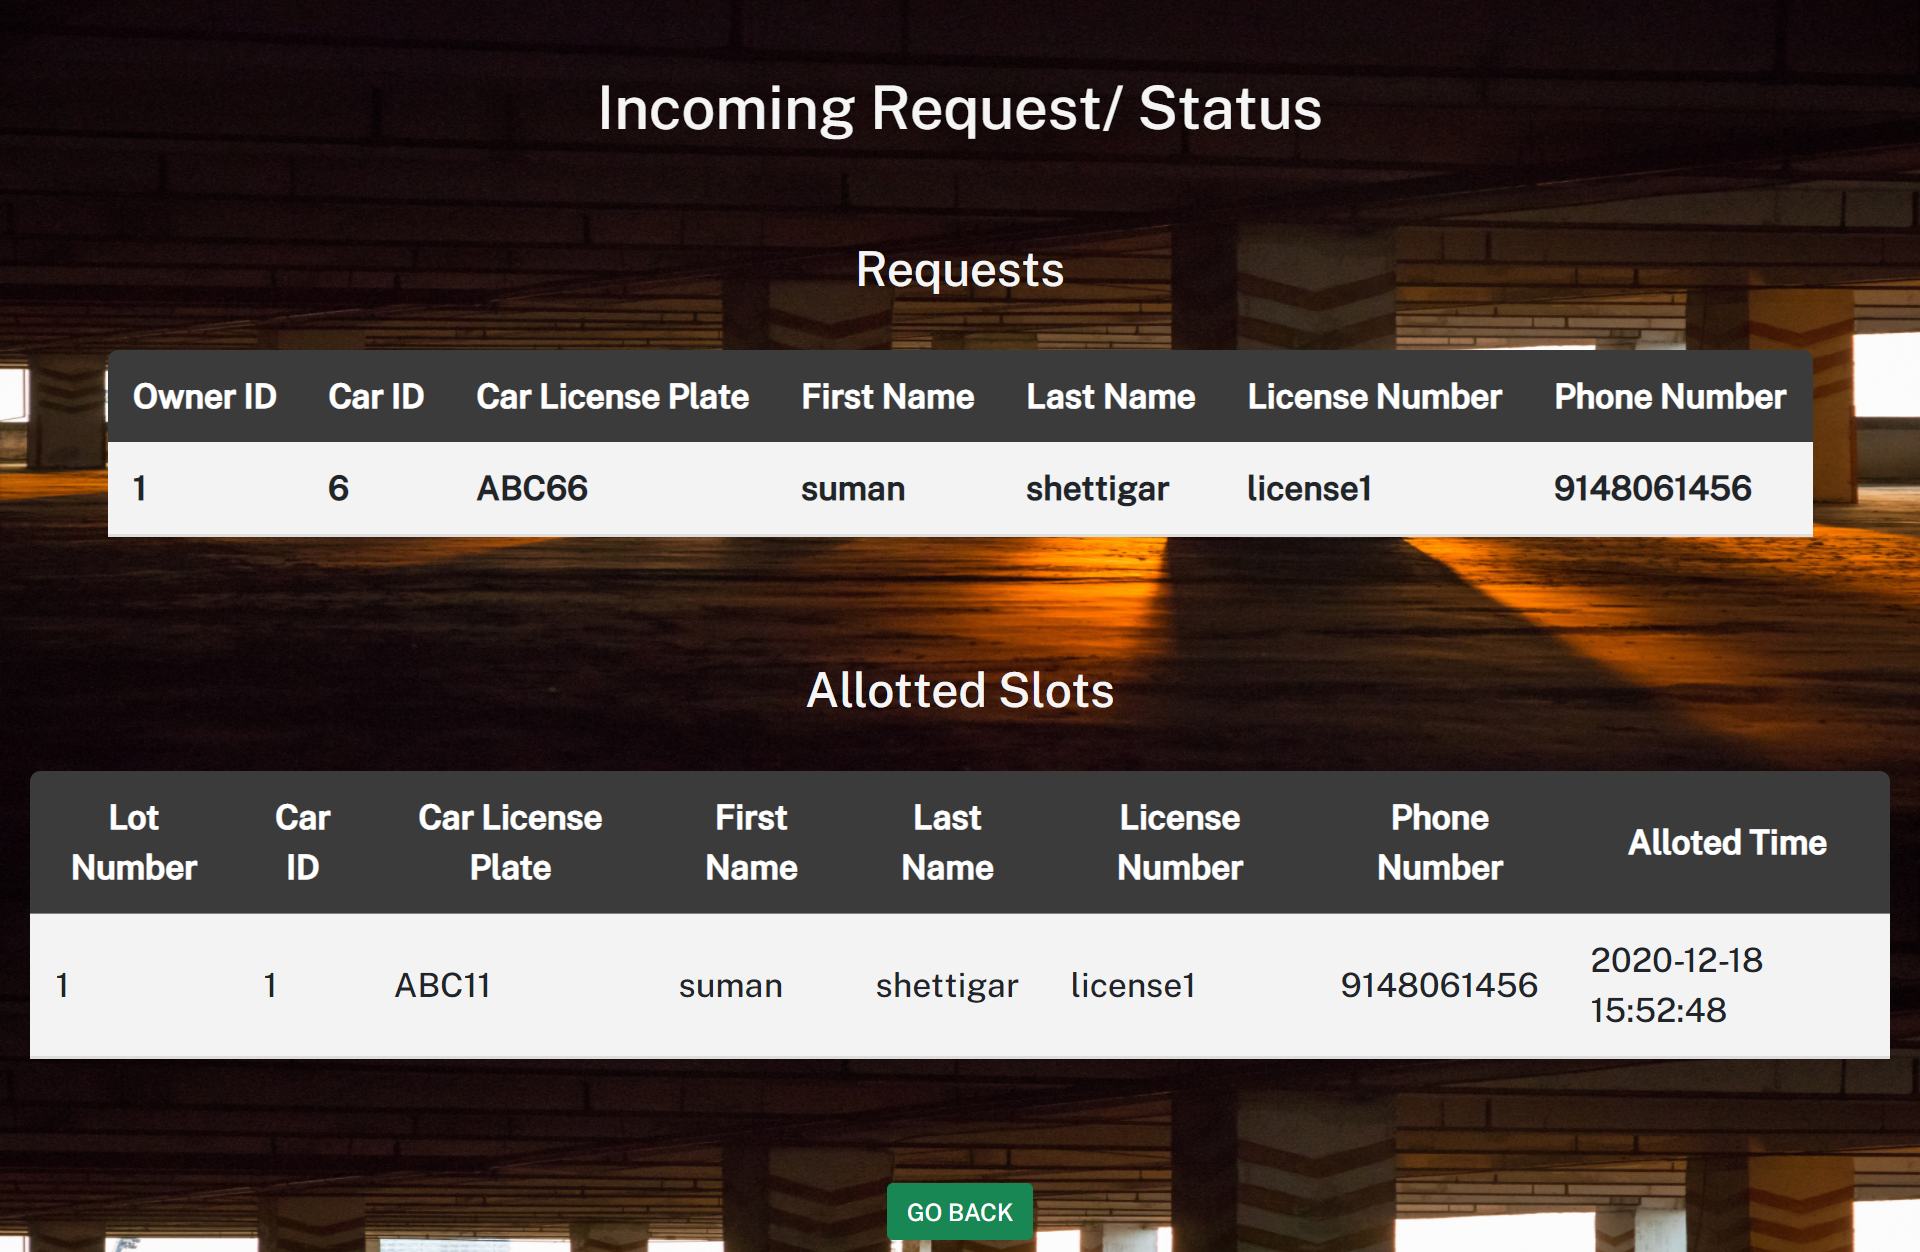 Incoming Request/ Status
Requests
Owner ID Car ID Car License Plate First Name Last Name License Number Phone Number
1 6 ABC66 suman shettigar license1 9148061456
Allotted Slots
Lot Number Car ID Car License Plate First Name Last Name License Number Phone Number Alloted Time
1 1 ABC11 suman shettigar license1 9148061456 2020-12-18 15:52:48
GO BACK